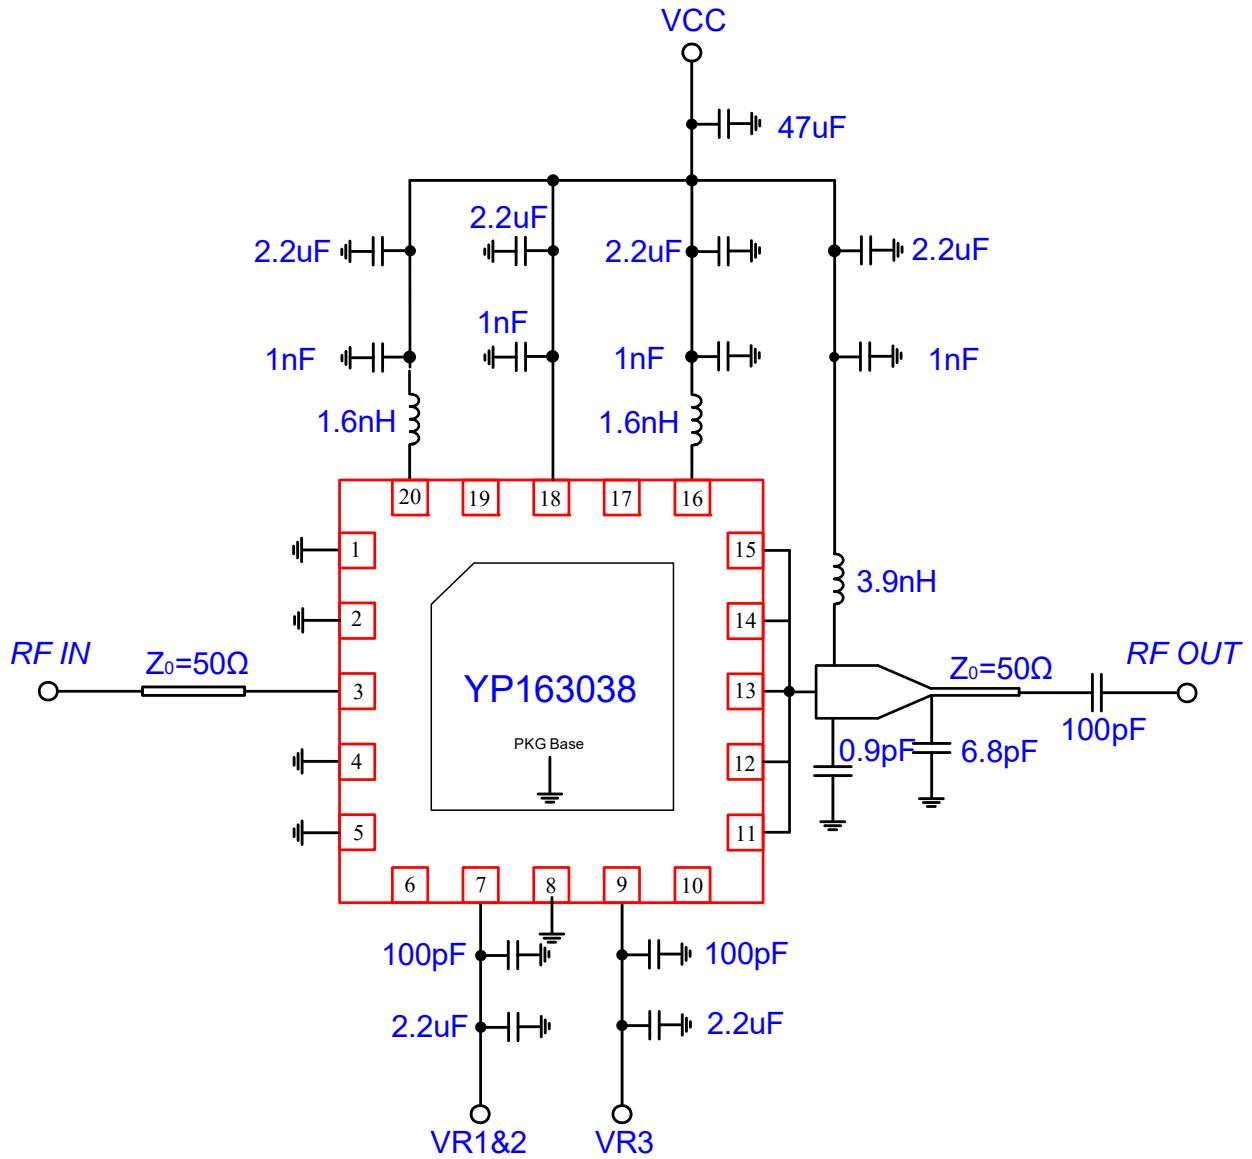 VCC
47uF
2.2uF
2.2uF
2.2uF
2.2uF
1nF
1nF
1nF
1nF
1.6nH
1.6nH
20
19
18
17
16
1
15
3.9nH
2
14
RF IN
Z₀=50Ω
3
YP163038
13
Z₀=50Ω
RF OUT
100pF
PKG Base
4
12
0.9pF
6.8pF
5
11
6
7
8
9
10
100pF
100pF
2.2uF
2.2uF
VR1&2
VR3